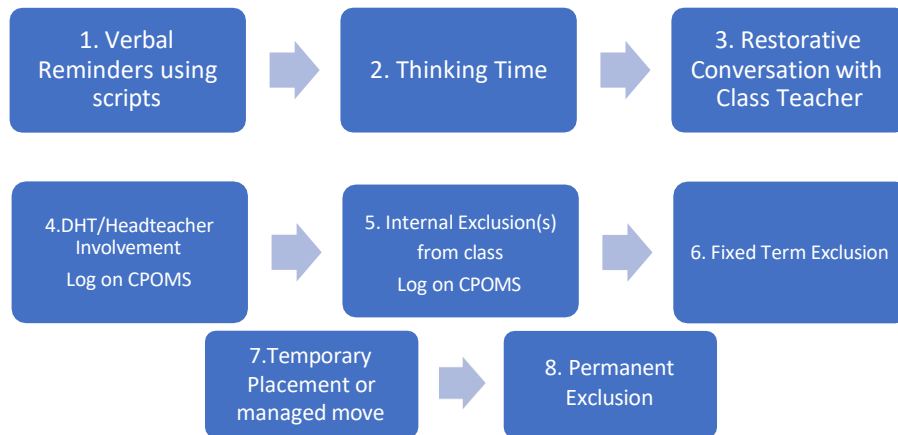 1. Verbal
Reminders using
scripts
2. Thinking Time
3. Restorative
Conversation with
Class Teacher
4.DHT/Headteacher
Involvement
Log on CPOMS
5. Internal Exclusion(s)
from class
Log on CPOMS
6. Fixed Term Exclusion
7.Temporary
Placement or
managed move
8. Permanent
Exclusion